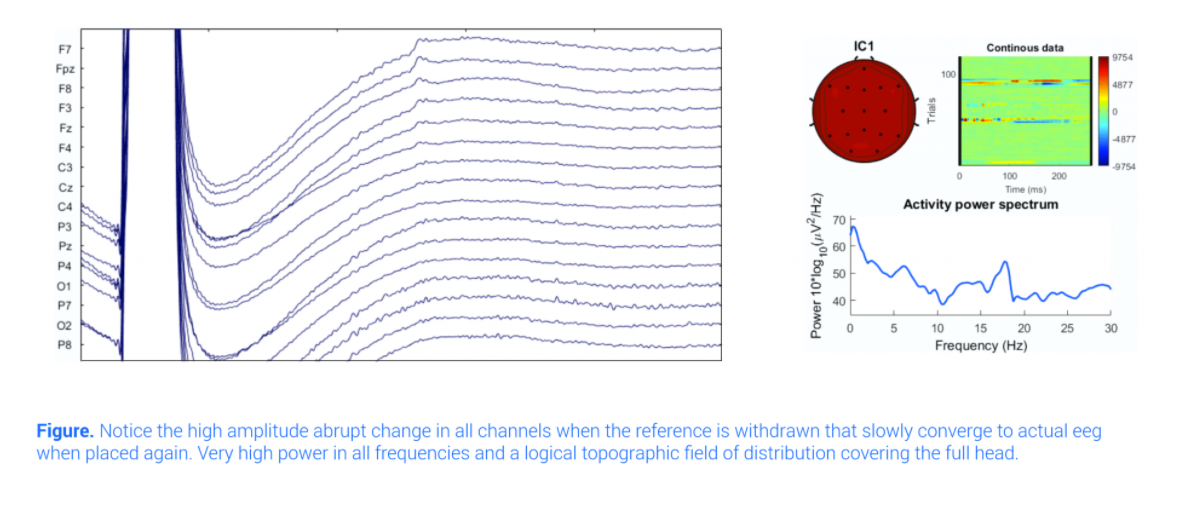 F7
Fpz
F8
F3
Fz
F4
C3
Cz
C4
P3
Pz
P4
O1
P7
O2
P8
IC1
Continous data
100
Trials
0
100
200
Time (ms)
9754
4877
0
-4877
-9754
Activity power spectrum
Power 10*log10(μV2/Hz)
70
60
50
40
0
5
10
15
20
25
30
Frequency (Hz)
Figure. Notice the high amplitude abrupt change in all channels when the reference is withdrawn that slowly converge to actual eeg
when placed again. Very high power in all frequencies and a logical topographic field of distribution covering the full head.